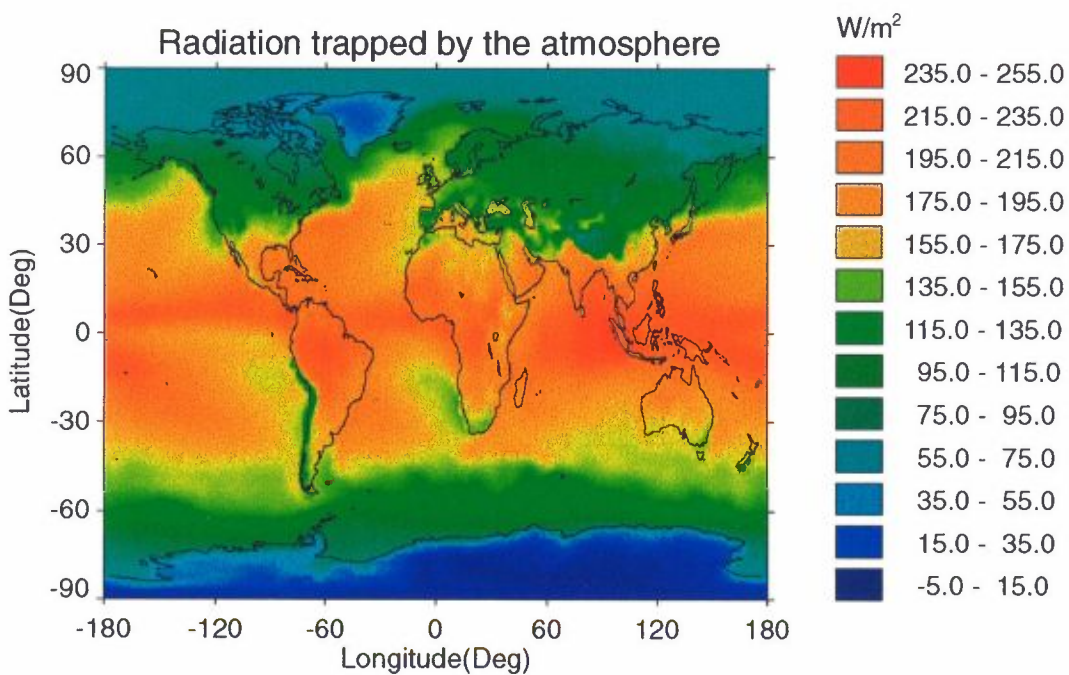 Radiation trapped by the atmosphere
W/m²
90
60
30
0
-30
-60
-90
Latitude(Deg)
-180
-120
-60
0
60
120
180
Longitude(Deg)
235.0 - 255.0
215.0 - 235.0
195.0 - 215.0
175.0 - 195.0
155.0 - 175.0
135.0 - 155.0
115.0 - 135.0
95.0 - 115.0
75.0 - 95.0
55.0 - 75.0
35.0 - 55.0
15.0 - 35.0
-5.0 - 15.0